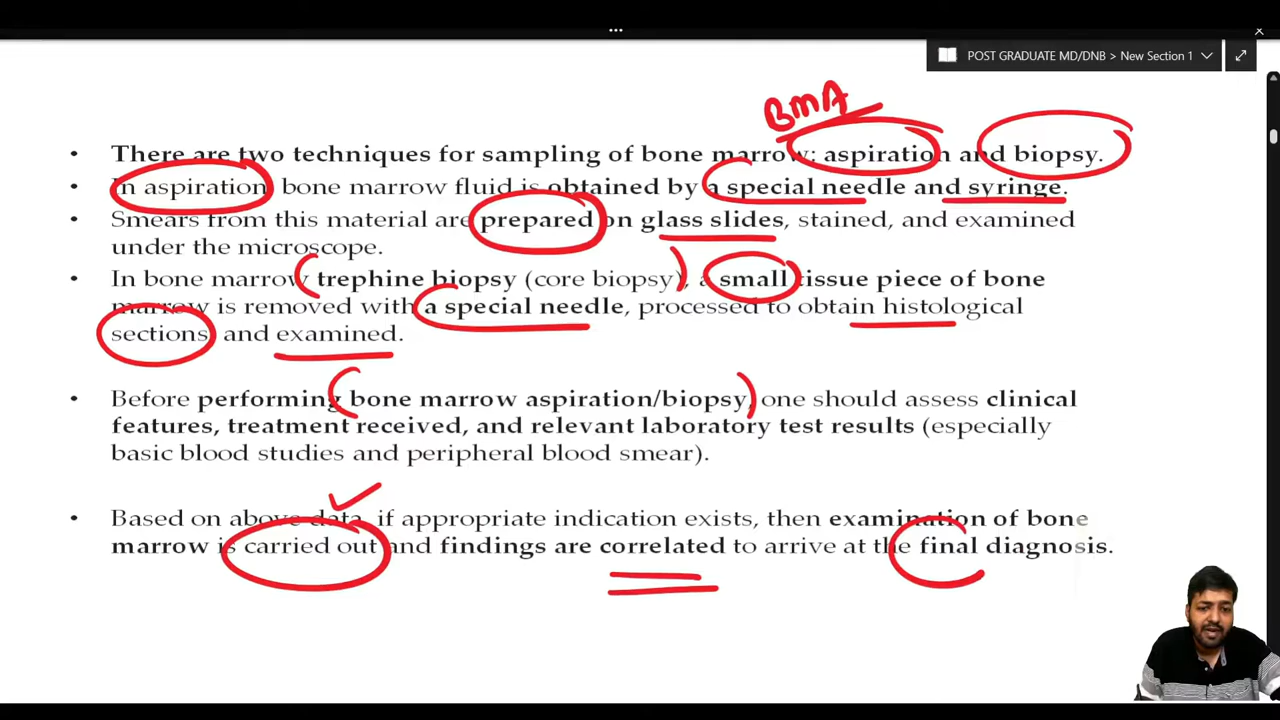 POST GRADUATE MD/DNB > New Section 1
BMA
• There are two techniques for sampling of bone marrow: aspiration and biopsy.
• In aspiration, bone marrow fluid is obtained by a special needle and syringe.
• Smears from this material are prepared on glass slides, stained, and examined
under the microscope.
• In bone marrow trephine biopsy (core biopsy), a small tissue piece of bone
marrow is removed with a special needle, processed to obtain histological
sections, and examined.
• Before performing bone marrow aspiration/biopsy, one should assess clinical
features, treatment received, and relevant laboratory test results (especially
basic blood studies and peripheral blood smear).
• Based on above data, if appropriate indication exists, then examination of bone
marrow is carried out and findings are correlated to arrive at the final diagnosis.